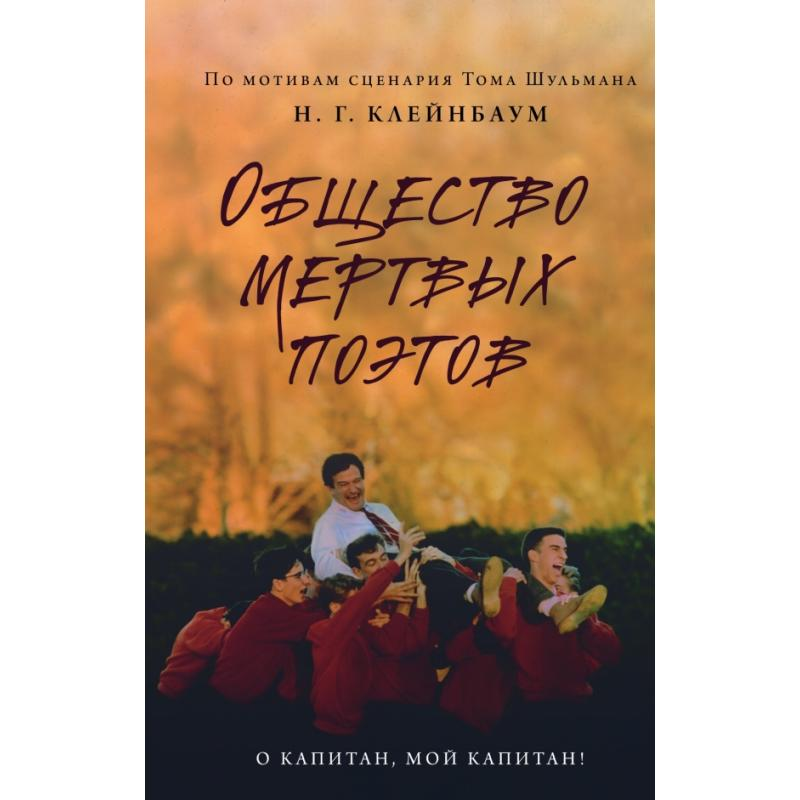 По мотивам сценария Тома Шульмана
Н. Г. КЛЕЙНБАУМ
Общество
мертвых
поэтов
О КАПИТАН, МОЙ КАПИТАН!